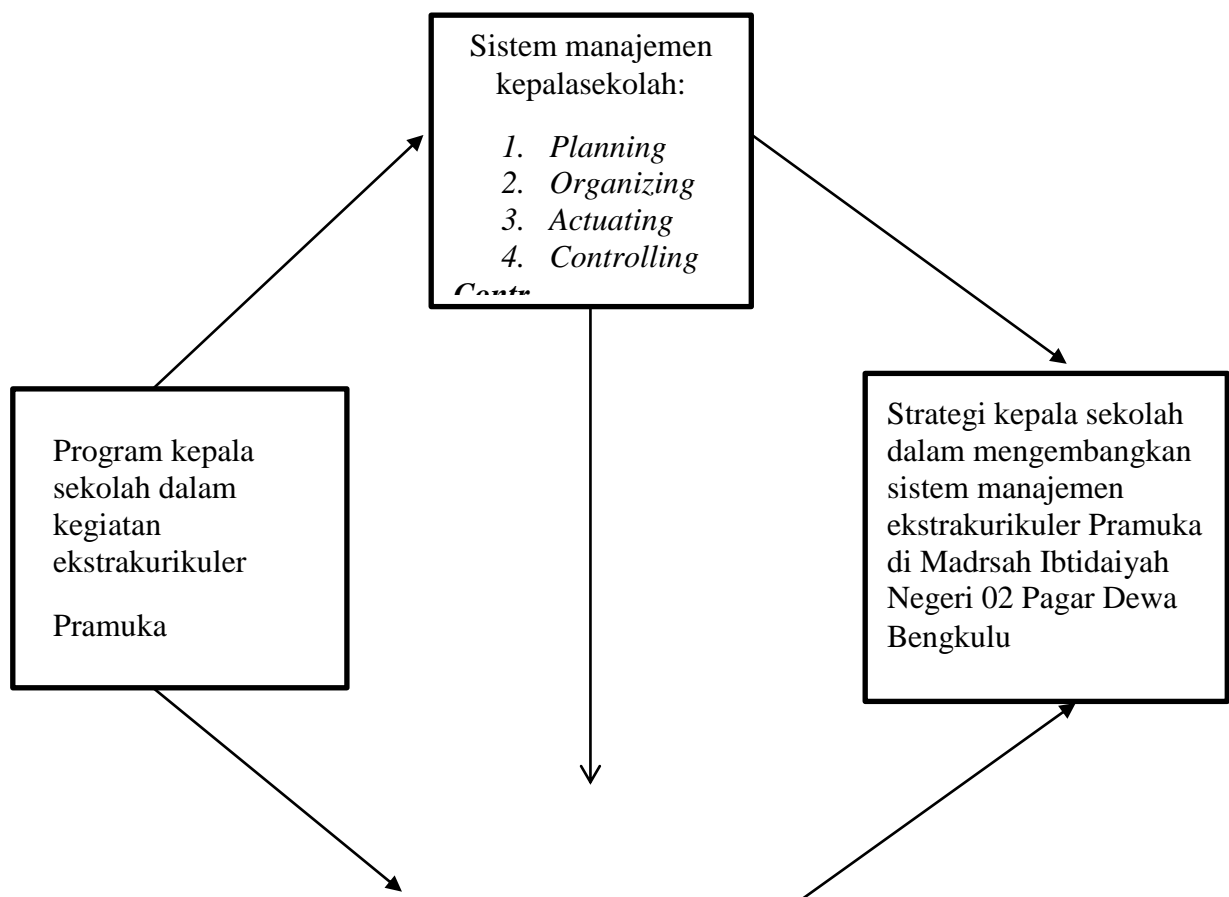 Sistem manajemen
kepalasekolah:
1. Planning
2. Organizing
3. Actuating
4. Controlling
Program kepala
sekolah dalam
kegiatan
ekstrakurikuler
Pramuka
Strategi kepala sekolah
dalam mengembangkan
sistem manajemen
ekstrakurikuler Pramuka
di Madrsah Ibtidaiyah
Negeri 02 Pagar Dewa
Bengkulu